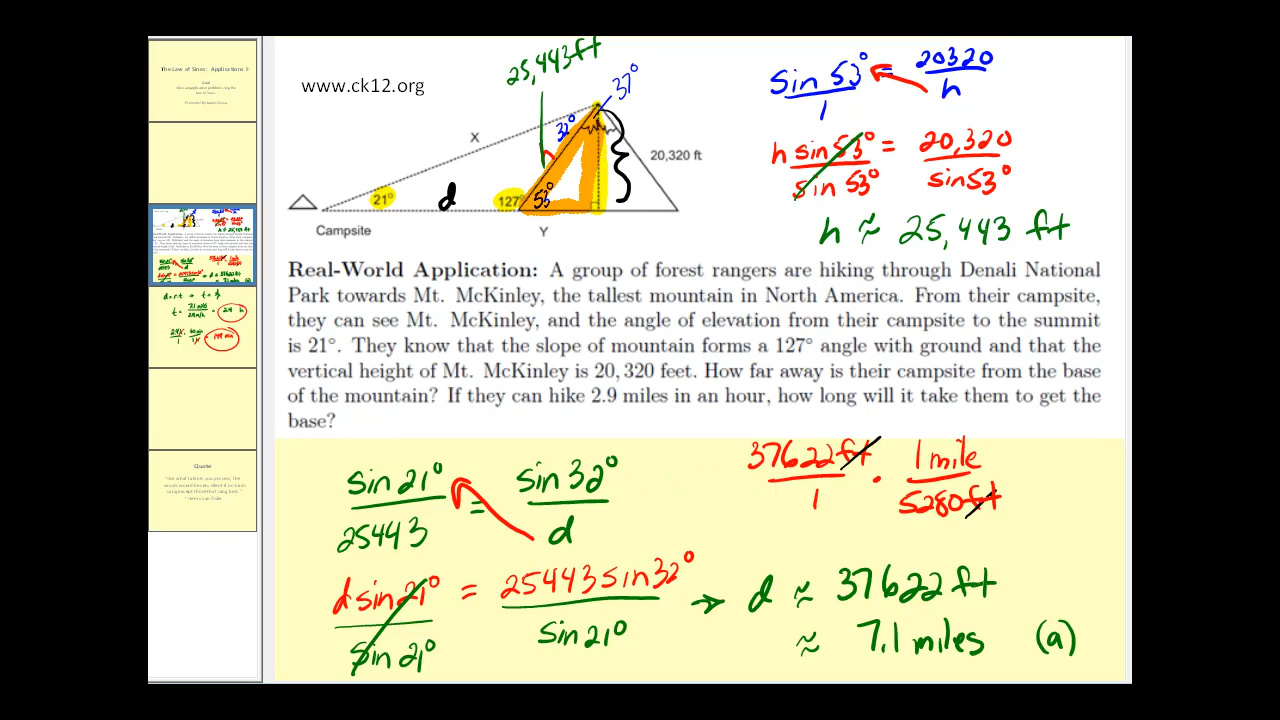 The Law of Sines: Applications 3
www.ck12.org
25,443 ft
37°
32°
X
20,320 ft
21°
d
127°
53°
Campsite
Y
sin 53° = 20320
1 h
h sin 53° = 20,320
sin 53° sin 53°
h ≈ 25,443 ft
Real-World Application: A group of forest rangers are hiking through Denali National
Park towards Mt. McKinley, the tallest mountain in North America. From their campsite,
they can see Mt. McKinley, and the angle of elevation from their campsite to the summit
is 21°. They know that the slope of mountain forms a 127° angle with ground and that the
vertical height of Mt. McKinley is 20, 320 feet. How far away is their campsite from the base
of the mountain? If they can hike 2.9 miles in an hour, how long will it take them to get the
base?
sin 21° = sin 32°
25443 d
d sin 21° = 25443 sin 32°
sin 21° sin 21°
37622 ft · 1 mile
1 5280 ft
→ d ≈ 37622 ft
≈ 7.1 miles (a)
Quote